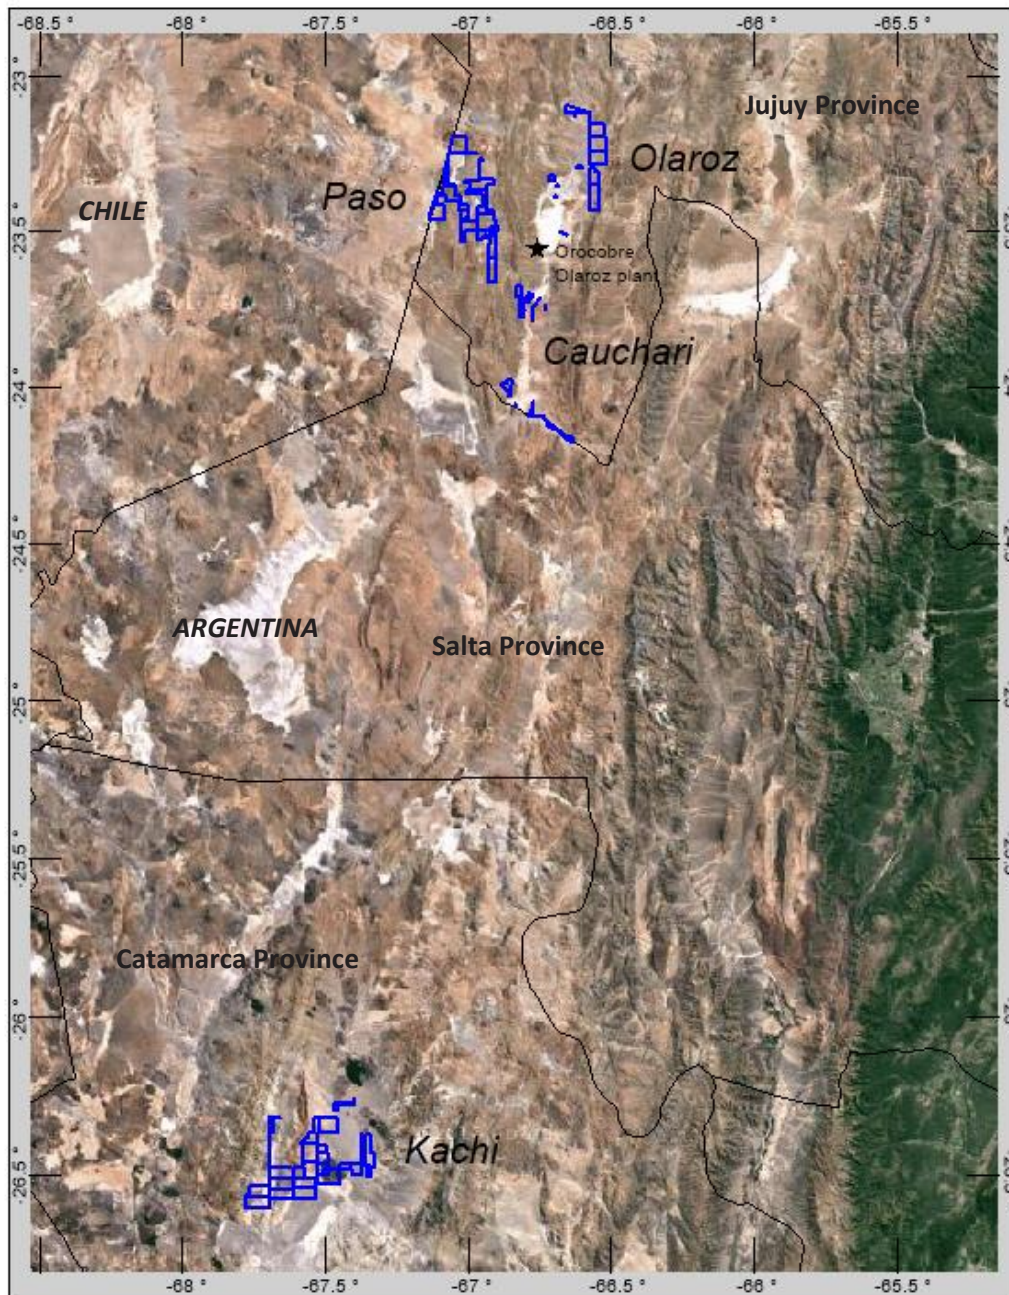 -68.5 ° -68 ° -67.5 ° -67 ° -66.5 ° -66 ° -65.5 °
-23 °
Jujuy Province
Olaroz
Paso
CHILE
-23.5 °
Orocobre
Olaroz plant
Cauchari
-24 °
-24.5 °
ARGENTINA
Salta Province
-25 °
-25.5 °
Catamarca Province
-26 °
Kachi
-26.5 °
-68 ° -67.5 ° -67 ° -66.5 ° -66 ° -65.5 °